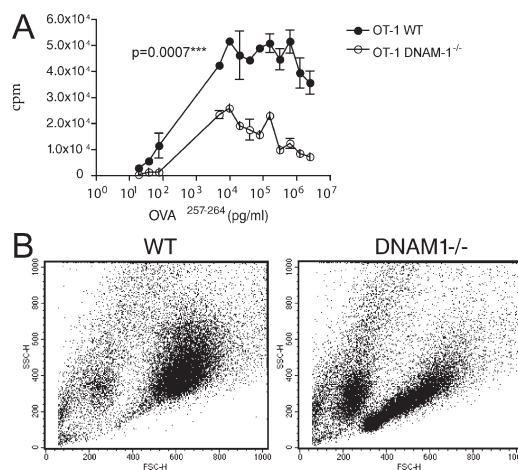 A
OT-1 WT
OT-1 DNAM-1-/-
p=0.0007***
cpm
6.0x10⁴
5.0x10⁴
4.0x10⁴
3.0x10⁴
2.0x10⁴
1.0x10⁴
0
10⁰ 10¹ 10² 10³ 10⁴ 10⁵ 10⁶ 10⁷
OVA 257-264 (pg/ml)
B
WT
DNAM1-/-
SSC-H
1000
800
600
400
200
0
0 200 400 600 800 1000
FSC-H
SSC-H
1000
800
600
400
200
0
0 200 400 600 800 1000
FSC-H